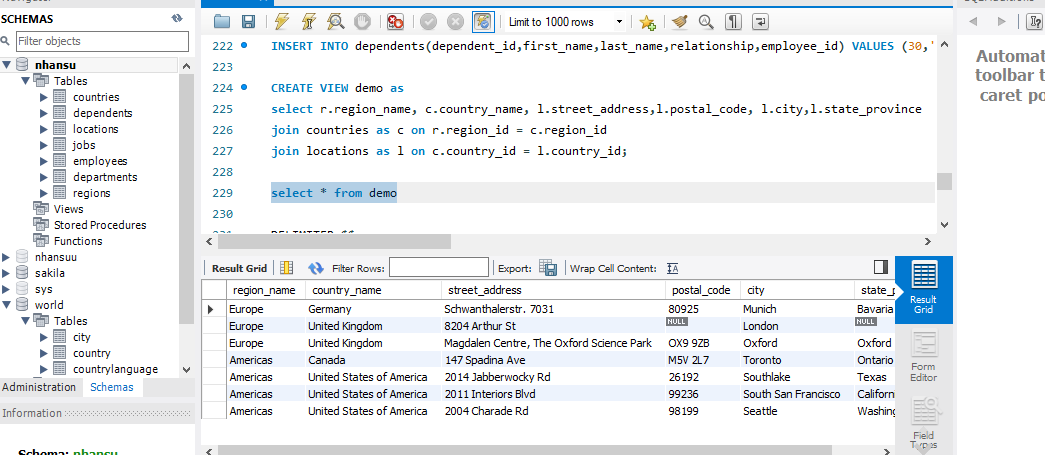 SCHEMAS
Filter objects
nhansu
Tables
countries
dependents
locations
jobs
employees
departments
regions
Views
Stored Procedures
Functions
nhansuu
sakila
sys
world
Tables
city
country
countrylanguage
Administration Schemas
Information
Schema: nhansu
Limit to 1000 rows
222 INSERT INTO dependents(dependent_id,first_name,last_name,relationship,employee_id) VALUES (30,'
223
224 CREATE VIEW demo as
225 select r.region_name, c.country_name, l.street_address,l.postal_code, l.city,l.state_province
226 join countries as c on r.region_id = c.region_id
227 join locations as l on c.country_id = l.country_id;
228
229 select * from demo
230
231 DELIMITER $$
Result Grid Filter Rows: Export: Wrap Cell Content:
region_name country_name street_address postal_code city state_p
Europe Germany Schwanthalerstr. 7031 80925 Munich Bavaria
Europe United Kingdom 8204 Arthur St NULL London NULL
Europe United Kingdom Magdalen Centre, The Oxford Science Park OX9 9ZB Oxford Oxford
Americas Canada 147 Spadina Ave M5V 2L7 Toronto Ontario
Americas United States of America 2014 Jabberwocky Rd 26192 Southlake Texas
Americas United States of America 2011 Interiors Blvd 99236 South San Francisco Californ
Americas United States of America 2004 Charade Rd 98199 Seattle Washing
Result
Grid
Form
Editor
Field
Types
Automat
toolbar t
caret po